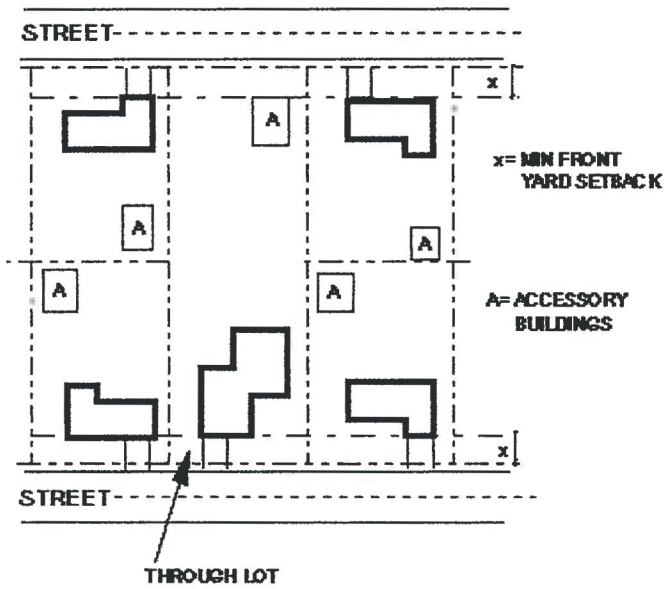 STREET
x
A
x= MIN FRONT
YARD SETBACK
A
A
A
A
A= ACCESSORY
BUILDINGS
x
STREET
THROUGH LOT